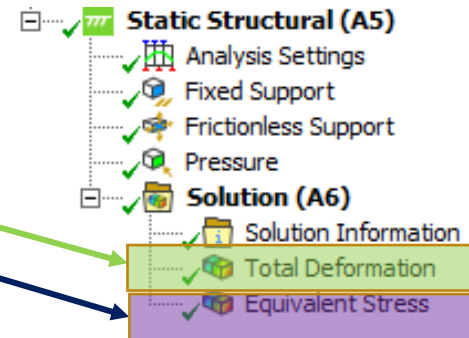 Static Structural (A5)
Analysis Settings
Fixed Support
Frictionless Support
Pressure
Solution (A6)
Solution Information
Total Deformation
Equivalent Stress